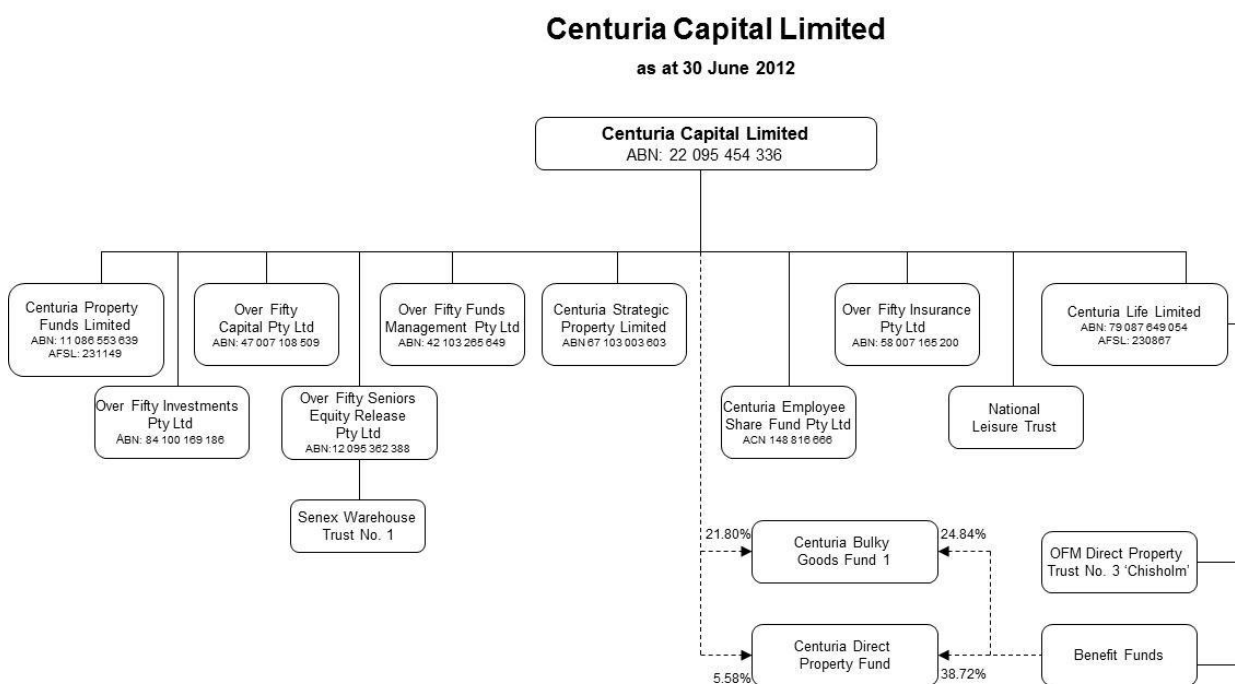 Centuria Capital Limited
as at 30 June 2012
Centuria Capital Limited
ABN: 22 095 454 336
Centuria Property
Funds Limited
ABN: 11 086 553 639
AFSL: 231149
Over Fifty
Capital Pty Ltd
ABN: 47 007 108 509
Over Fifty Funds
Management Pty Ltd
ABN: 42 103 265 649
Centuria Strategic
Property Limited
ABN 67 103 003 603
Over Fifty Insurance
Pty Ltd
ABN: 58 007 165 200
Centuria Life Limited
ABN: 79 087 649 054
AFSL: 230867
Over Fifty Investments
Pty Ltd
ABN: 84 100 169 186
Over Fifty Seniors
Equity Release
Pty Ltd
ABN: 12 095 362 388
Centuria Employee
Share Fund Pty Ltd
ACN 148 816 666
National
Leisure Trust
Senex Warehouse
Trust No. 1
21.80%
Centuria Bulky
Goods Fund 1
24.84%
OFM Direct Property
Trust No. 3 ‘Chisholm’
5.58%
Centuria Direct
Property Fund
38.72%
Benefit Funds